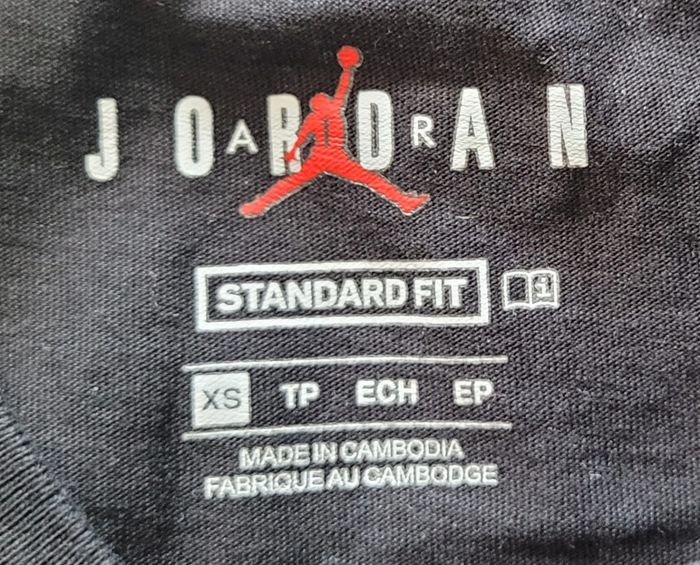 JORDAN
AIR
STANDARD FIT
XS TP ECH EP
MADE IN CAMBODIA
FABRIQUE AU CAMBODGE